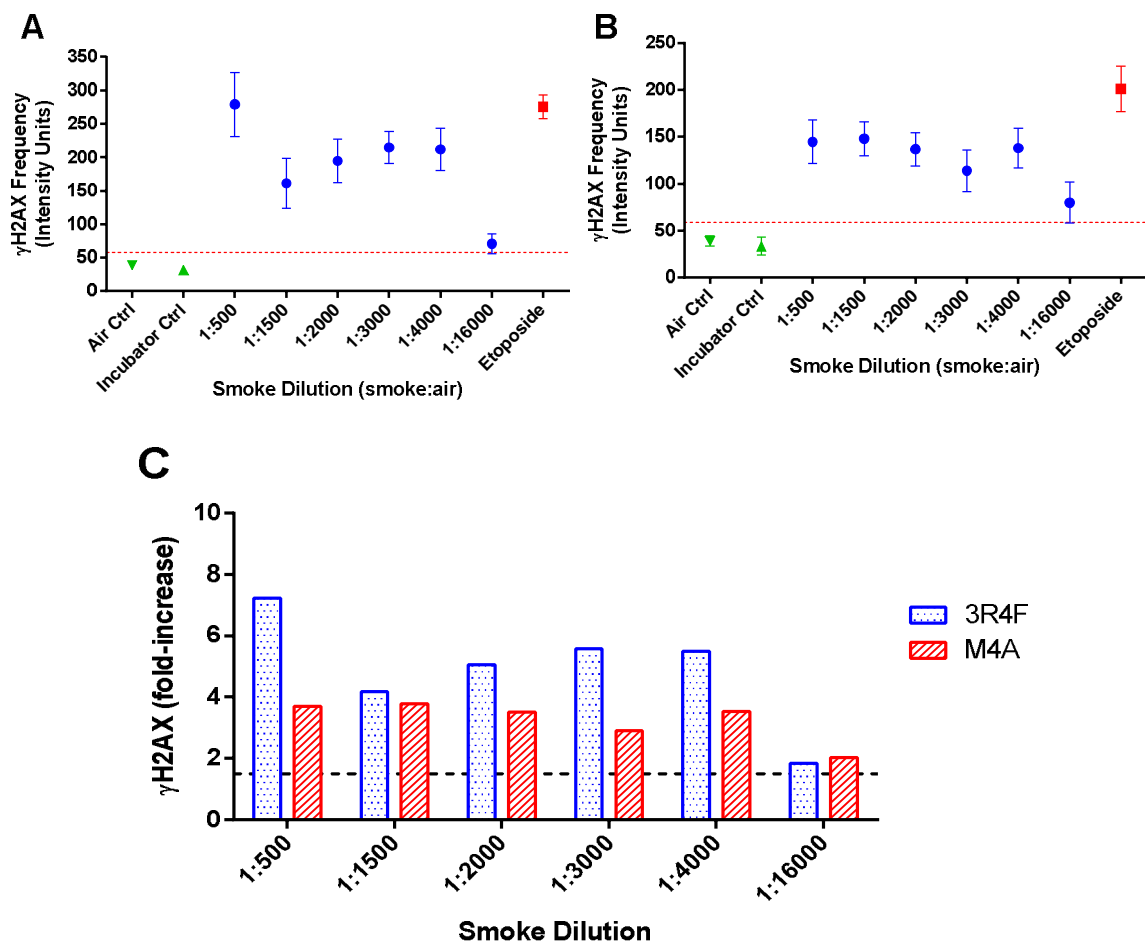 A
γH2AX Frequency
(Intensity Units)
350
300
250
200
150
100
50
0
Air Ctrl
Incubator Ctrl
1:500
1:1500
1:2000
1:3000
1:4000
1:16000
Etoposide
Smoke Dilution (smoke:air)
B
γH2AX Frequency
(Intensity Units)
250
200
150
100
50
0
Air Ctrl
Incubator Ctrl
1:500
1:1500
1:2000
1:3000
1:4000
1:16000
Etoposide
Smoke Dilution (smoke:air)
C
γH2AX (fold-increase)
10
8
6
4
2
0
1:500
1:1500
1:2000
1:3000
1:4000
1:16000
Smoke Dilution
3R4F
M4A